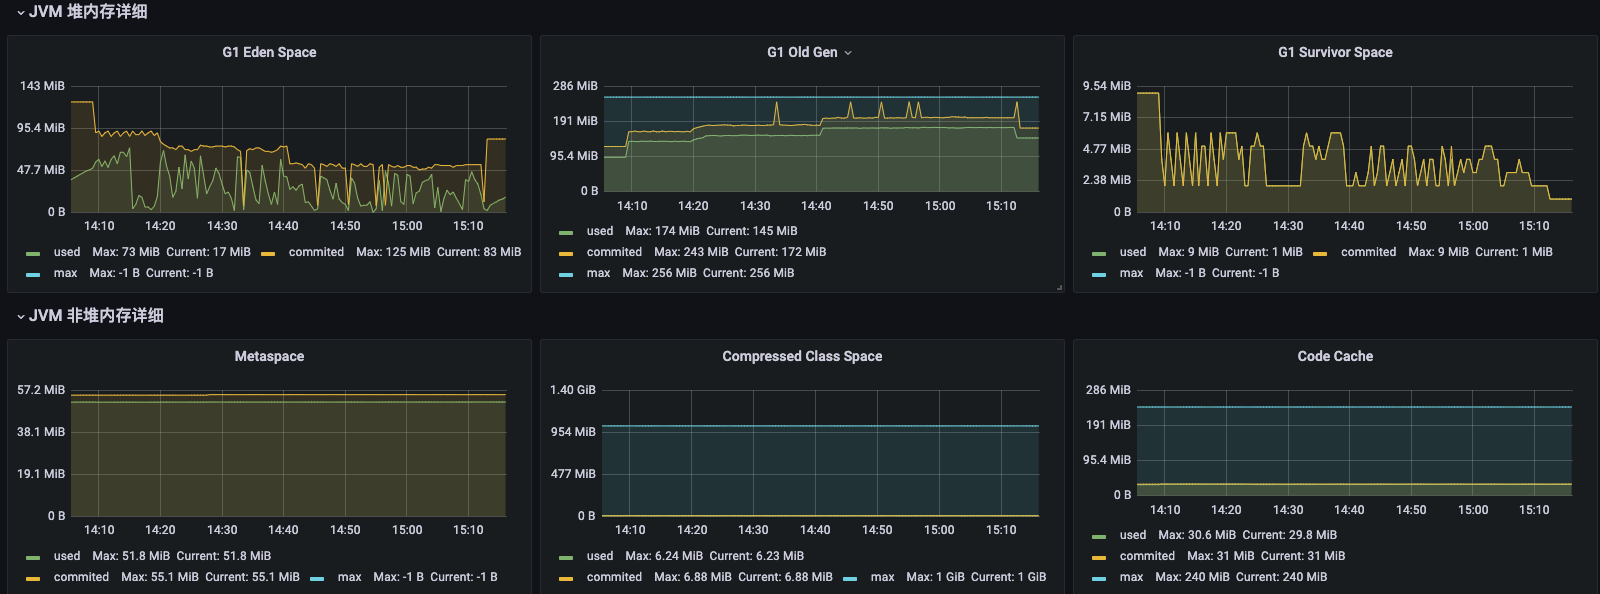 JVM 堆内存详细
G1 Eden Space
143 MiB
95.4 MiB
47.7 MiB
0 B
14:10 14:20 14:30 14:40 14:50 15:00 15:10
used Max: 73 MiB Current: 17 MiB commited Max: 125 MiB Current: 83 MiB
max Max: -1 B Current: -1 B
G1 Old Gen
286 MiB
191 MiB
95.4 MiB
0 B
14:10 14:20 14:30 14:40 14:50 15:00 15:10
used Max: 174 MiB Current: 145 MiB
commited Max: 243 MiB Current: 172 MiB
max Max: 256 MiB Current: 256 MiB
G1 Survivor Space
9.54 MiB
7.15 MiB
4.77 MiB
2.38 MiB
0 B
14:10 14:20 14:30 14:40 14:50 15:00 15:10
used Max: 9 MiB Current: 1 MiB commited Max: 9 MiB Current: 1 MiB
max Max: -1 B Current: -1 B
JVM 非堆内存详细
Metaspace
57.2 MiB
38.1 MiB
19.1 MiB
0 B
14:10 14:20 14:30 14:40 14:50 15:00 15:10
used Max: 51.8 MiB Current: 51.8 MiB
commited Max: 55.1 MiB Current: 55.1 MiB max Max: -1 B Current: -1 B
Compressed Class Space
1.40 GiB
954 MiB
477 MiB
0 B
14:10 14:20 14:30 14:40 14:50 15:00 15:10
used Max: 6.24 MiB Current: 6.23 MiB
commited Max: 6.88 MiB Current: 6.88 MiB max Max: 1 GiB Current: 1 GiB
Code Cache
286 MiB
191 MiB
95.4 MiB
0 B
14:10 14:20 14:30 14:40 14:50 15:00 15:10
used Max: 30.6 MiB Current: 29.8 MiB
commited Max: 31 MiB Current: 31 MiB
max Max: 240 MiB Current: 240 MiB